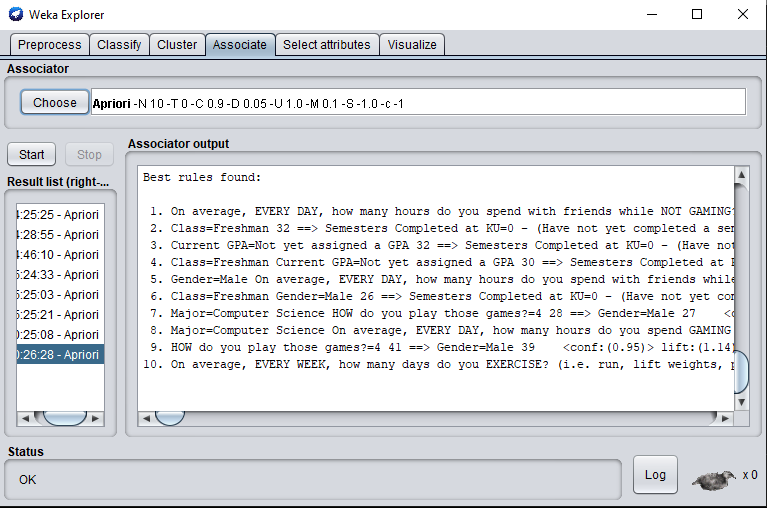 Weka Explorer
Preprocess Classify Cluster Associate Select attributes Visualize
Associator
Choose Apriori -N 10 -T 0 -C 0.9 -D 0.05 -U 1.0 -M 0.1 -S -1.0 -c -1
Start Stop
Result list (right-...
4:25:25 - Apriori
4:28:55 - Apriori
4:46:10 - Apriori
5:24:33 - Apriori
5:25:03 - Apriori
5:25:21 - Apriori
0:25:08 - Apriori
0:26:28 - Apriori
Associator output
Best rules found:
1. On average, EVERY DAY, how many hours do you spend with friends while NOT GAMING?
2. Class=Freshman 32 ==> Semesters Completed at KU=0 - (Have not yet completed a sem
3. Current GPA=Not yet assigned a GPA 32 ==> Semesters Completed at KU=0 - (Have not
4. Class=Freshman Current GPA=Not yet assigned a GPA 30 ==> Semesters Completed at K
5. Gender=Male On average, EVERY DAY, how many hours do you spend with friends while
6. Class=Freshman Gender=Male 26 ==> Semesters Completed at KU=0 - (Have not yet com
7. Major=Computer Science HOW do you play those games?=4 28 ==> Gender=Male 27 <c
8. Major=Computer Science On average, EVERY DAY, how many hours do you spend GAMING
9. HOW do you play those games?=4 41 ==> Gender=Male 39 <conf:(0.95)> lift:(1.14)
10. On average, EVERY WEEK, how many days do you EXERCISE? (i.e. run, lift weights, p
Status
OK
Log x 0